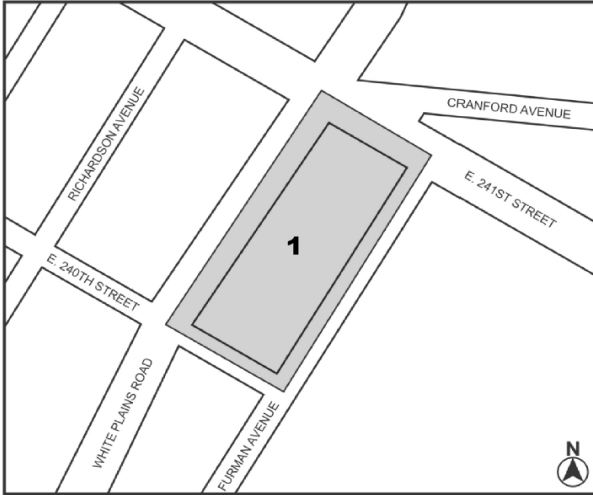 CRANFORD AVENUE
RICHARDSON AVENUE
E. 241ST STREET
1
E. 240TH STREET
WHITE PLAINS ROAD
FURMAN AVENUE
N